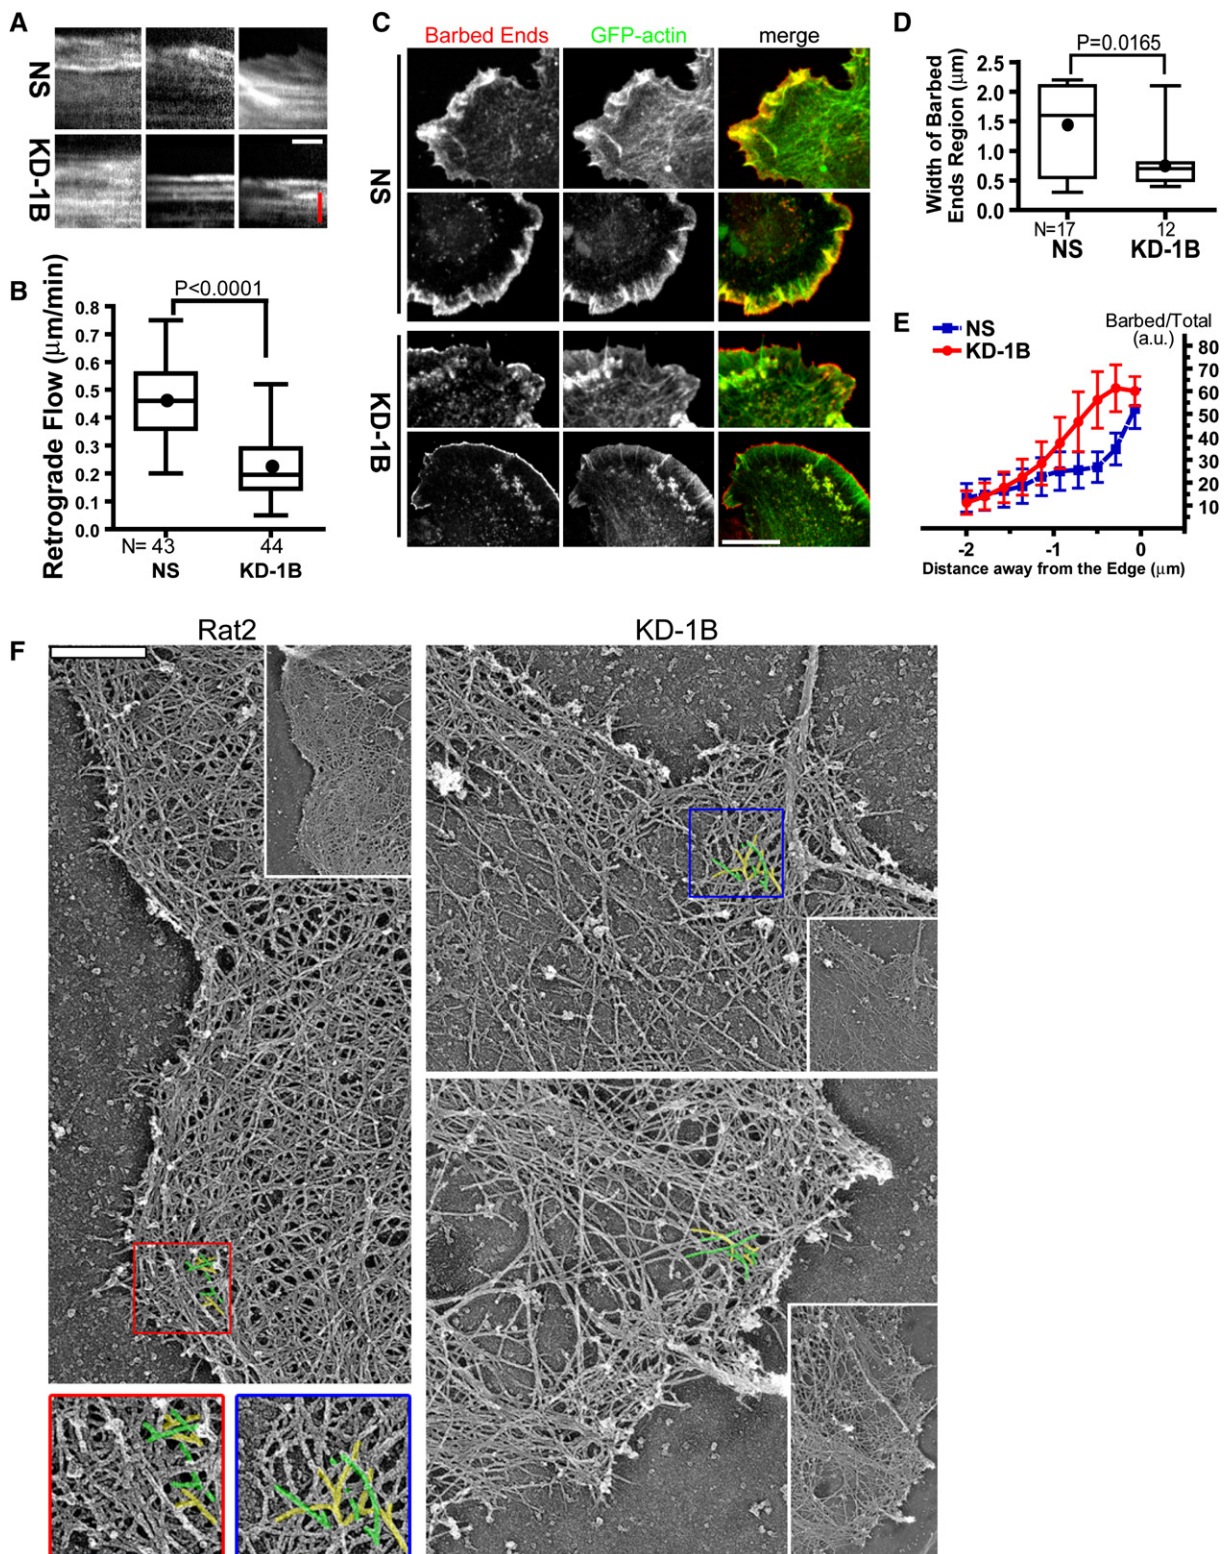 A
NS
KD-1B
B
Retrograde Flow (μm/min)
P<0.0001
0.8
0.7
0.6
0.5
0.4
0.3
0.2
0.1
0.0
N= 43 44
NS KD-1B
C
Barbed Ends GFP-actin merge
NS
KD-1B
D
P=0.0165
Width of Barbed
Ends Region (μm)
2.5
2.0
1.5
1.0
0.5
0.0
N=17 12
NS KD-1B
E
NS
KD-1B
Barbed/Total
(a.u.)
80
70
60
50
40
30
20
10
-2 -1 0
Distance away from the Edge (μm)
F
Rat2 KD-1B